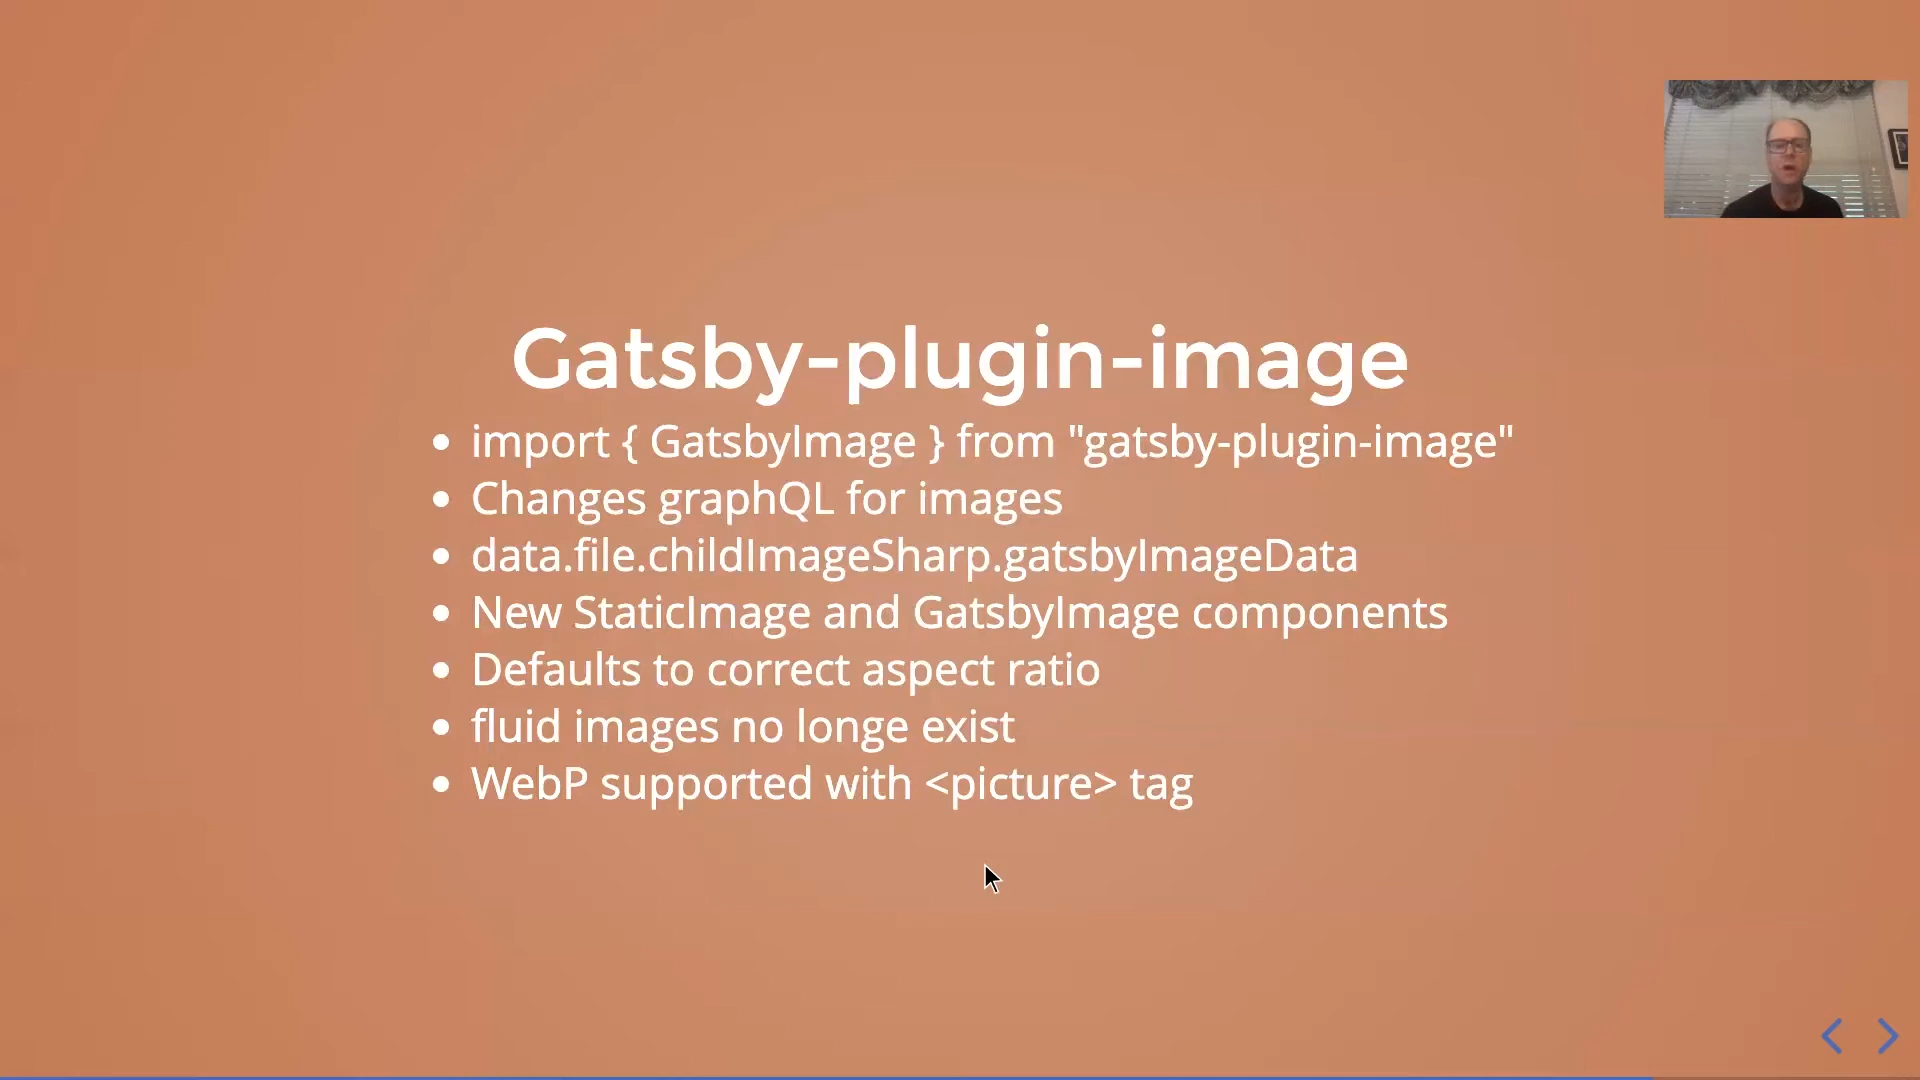 Gatsby-plugin-image
import { GatsbyImage } from "gatsby-plugin-image"
Changes graphQL for images
data.file.childImageSharp.gatsbyImageData
New StaticImage and GatsbyImage components
Defaults to correct aspect ratio
fluid images no longe exist
WebP supported with <picture> tag